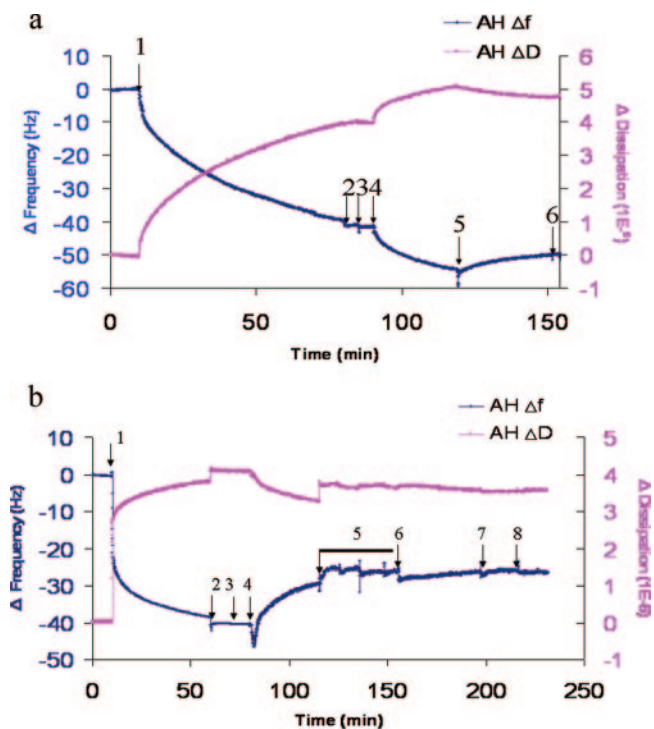 a
AH Δf
AH ΔD
1
2 3 4
5
6
10
0
-10
-20
-30
-40
-50
-60
Δ Frequency (Hz)
6
5
4
3
2
1
0
-1
Δ Dissipation (1E-6)
0 50 100 150
Time (min)
b
AH Δf
AH ΔD
1
2 3 4
5
6
7
8
10
0
-10
-20
-30
-40
-50
Δ Frequency (Hz)
5
4
3
2
1
0
-1
Δ Dissipation (1E-6)
0 50 100 150 200 250
Time (min)